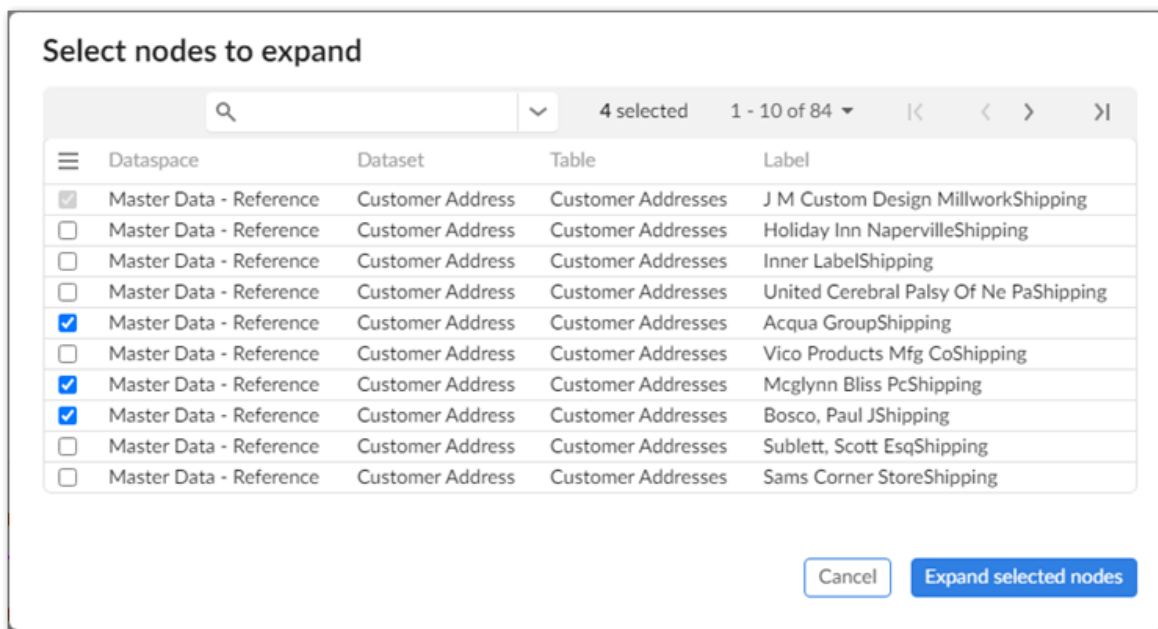 Select nodes to expand
4 selected 1 - 10 of 84
Dataspace Dataset Table Label
Master Data - Reference Customer Address Customer Addresses J M Custom Design MillworkShipping
Master Data - Reference Customer Address Customer Addresses Holiday Inn NapervilleShipping
Master Data - Reference Customer Address Customer Addresses Inner LabelShipping
Master Data - Reference Customer Address Customer Addresses United Cerebral Palsy Of Ne PaShipping
Master Data - Reference Customer Address Customer Addresses Acqua GroupShipping
Master Data - Reference Customer Address Customer Addresses Vico Products Mfg CoShipping
Master Data - Reference Customer Address Customer Addresses Mcglynn Bliss PcShipping
Master Data - Reference Customer Address Customer Addresses Bosco, Paul JShipping
Master Data - Reference Customer Address Customer Addresses Sublett, Scott EsqShipping
Master Data - Reference Customer Address Customer Addresses Sams Corner StoreShipping
Cancel Expand selected nodes